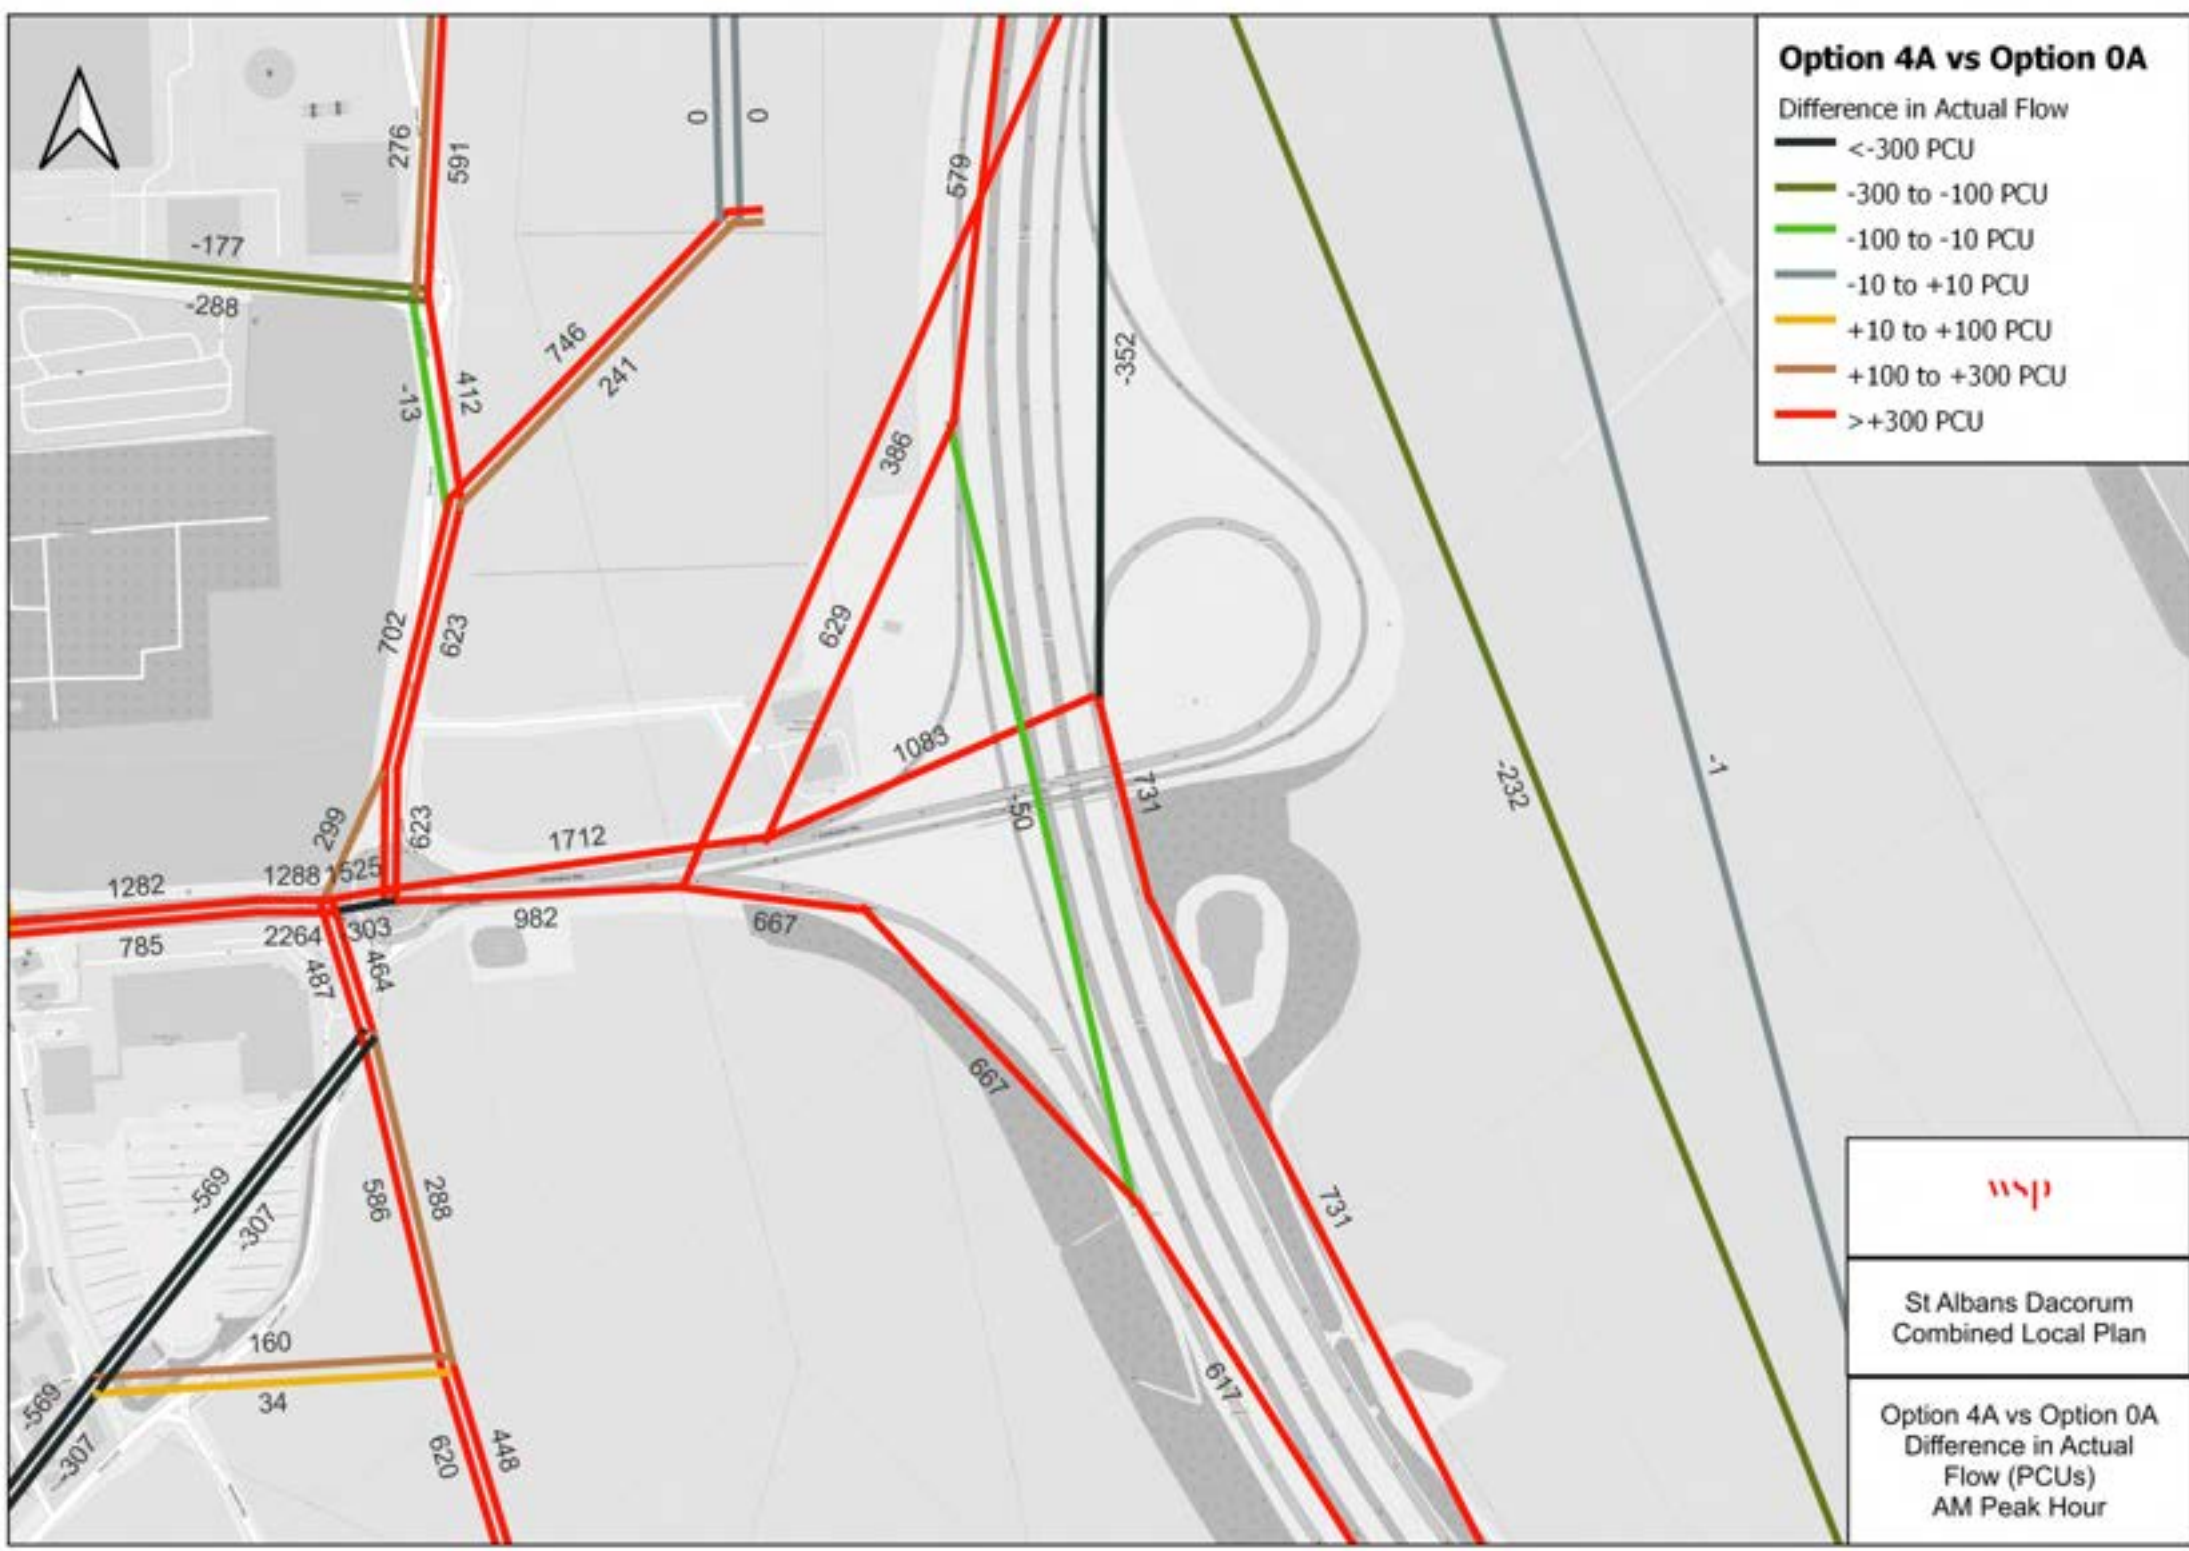 Option 4A vs Option 0A
Difference in Actual Flow
<-300 PCU
-300 to -100 PCU
-100 to -10 PCU
-10 to +10 PCU
+10 to +100 PCU
+100 to +300 PCU
>+300 PCU
276
591
0
0
579
-177
-288
746
241
-13
412
-352
386
702
623
629
1083
-232
-1
731
-50
299
623
1712
1282
1288
1525
785
2264
303
982
667
487
464
667
-569
-307
586
288
731
160
34
617
-569
-307
620
448
wsp
St Albans Dacorum
Combined Local Plan
Option 4A vs Option 0A
Difference in Actual
Flow (PCUs)
AM Peak Hour